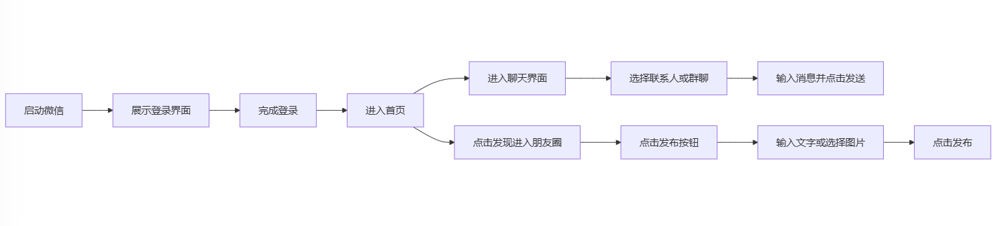 启动微信
展示登录界面
完成登录
进入首页
进入聊天界面
选择联系人或群聊
输入消息并点击发送
点击发现进入朋友圈
点击发布按钮
输入文字或选择图片
点击发布